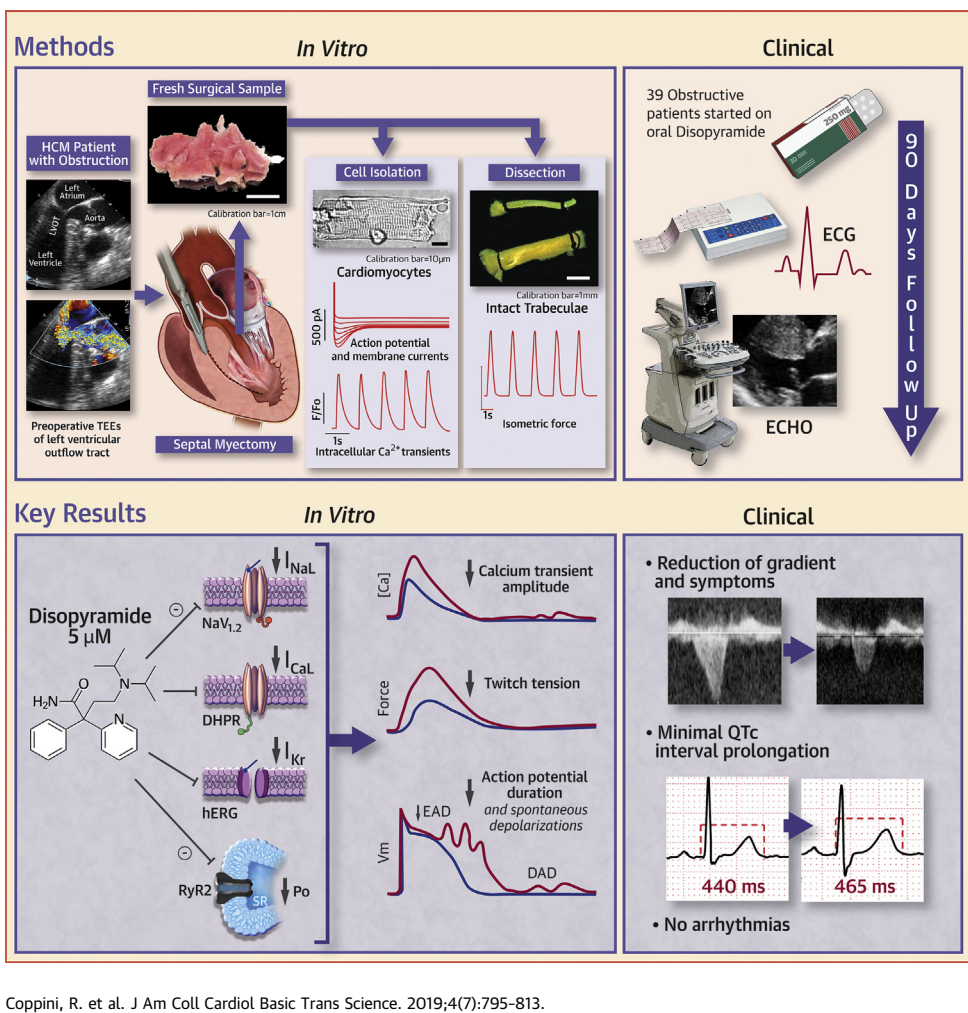 Methods
In Vitro
Clinical
Fresh Surgical Sample
HCM Patient
with Obstruction
Left
Atrium
Aorta
LVOT
Left
Ventricle
Calibration bar=1cm
Preoperative TEEs
of left ventricular
outflow tract
Septal Myectomy
Cell Isolation
Calibration bar=10μm
Cardiomyocytes
500 pA
Action potential
and membrane currents
F/Fo
1s
Intracellular Ca2+ transients
Dissection
Calibration bar=1mm
Intact Trabeculae
1s
Isometric force
39 Obstructive
patients started on
oral Disopyramide
250 mg
ECG
ECHO
90 Days Follow Up
Key Results
In Vitro
Clinical
Disopyramide
5 μM
H2N
O
N
N
INaL
NaV1.2
ICaL
DHPR
IKr
hERG
RyR2
SR
Po
[Ca]
Calcium transient
amplitude
Force
Twitch tension
Vm
EAD
Action potential
duration
and spontaneous
depolarizations
DAD
• Reduction of gradient
and symptoms
• Minimal QTc
interval prolongation
440 ms
465 ms
• No arrhythmias
Coppini, R. et al. J Am Coll Cardiol Basic Trans Science. 2019;4(7):795-813.